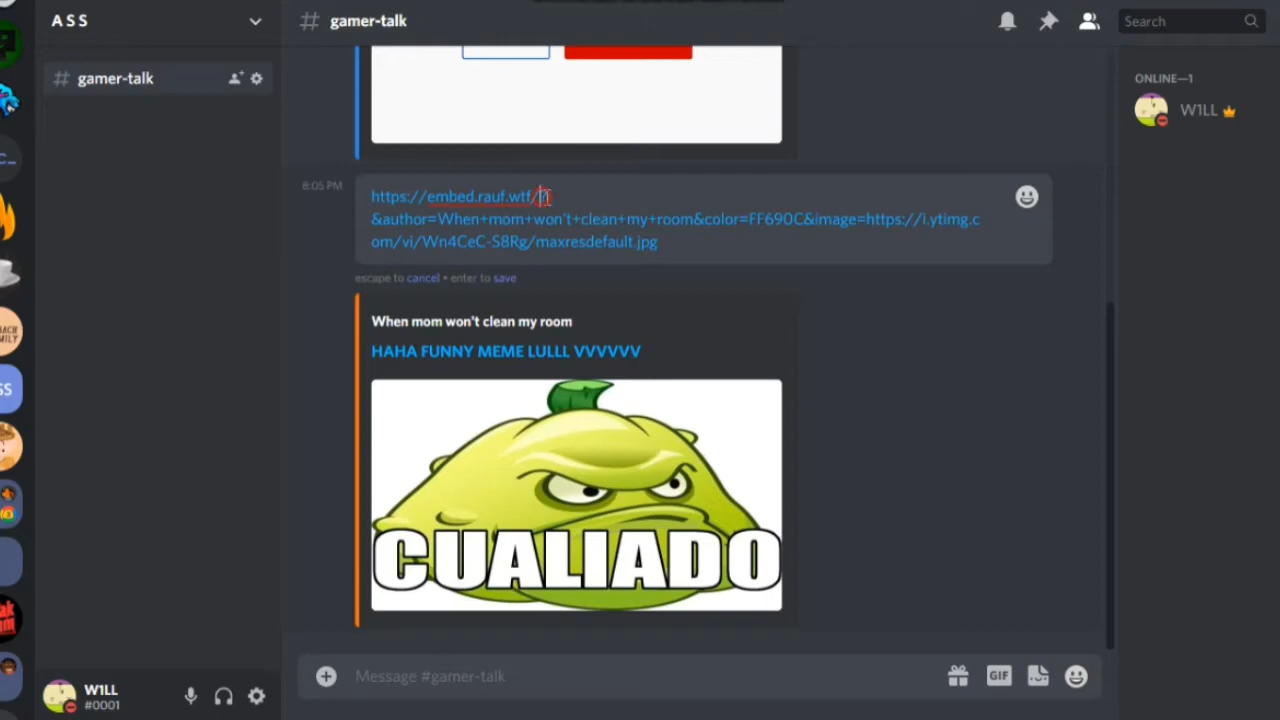 A S S
# gamer-talk
Search
# gamer-talk
ONLINE—1
W1LL
8:05 PM
https://embed.rauf.wtf/?
&author=When+mom+won't+clean+my+room&color=FF690C&image=https://i.ytimg.c
om/vi/Wn4CeC-S8Rg/maxresdefault.jpg
escape to cancel • enter to save
When mom won't clean my room
HAHA FUNNY MEME LULLL VVVVVV
CUALIADO
Message #gamer-talk
GIF
W1LL
#0001